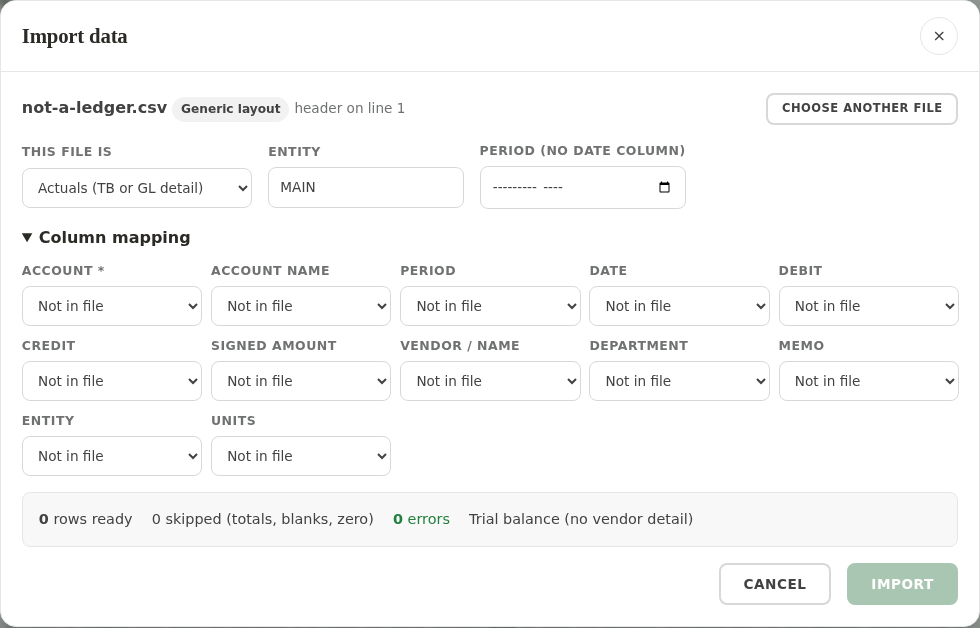 Import data
×
not-a-ledger.csv Generic layout header on line 1 CHOOSE ANOTHER FILE
THIS FILE IS ENTITY PERIOD (NO DATE COLUMN)
Actuals (TB or GL detail) MAIN --------- ----
▼ Column mapping
ACCOUNT * ACCOUNT NAME PERIOD DATE DEBIT
Not in file Not in file Not in file Not in file Not in file
CREDIT SIGNED AMOUNT VENDOR / NAME DEPARTMENT MEMO
Not in file Not in file Not in file Not in file Not in file
ENTITY UNITS
Not in file Not in file
0 rows ready 0 skipped (totals, blanks, zero) 0 errors Trial balance (no vendor detail)
CANCEL IMPORT